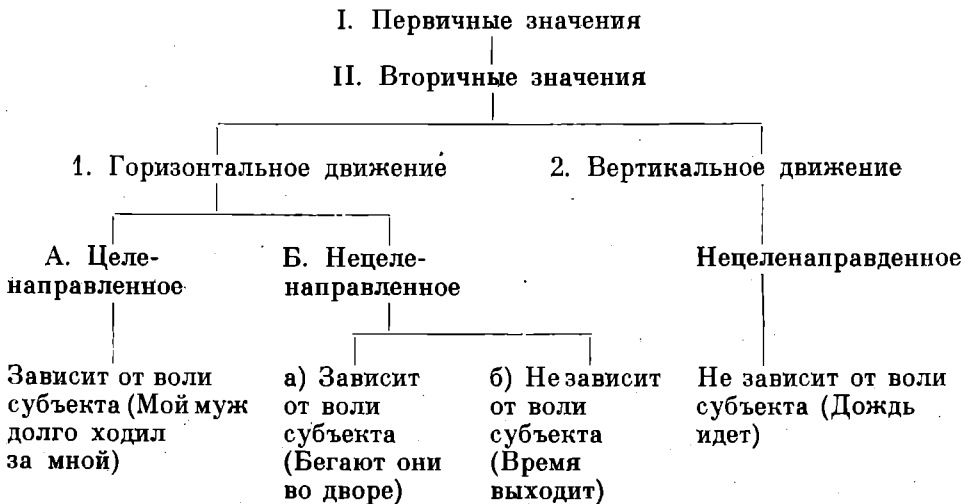 I. Первичные значения
II. Вторичные значения
1. Горизонтальное движение
2. Вертикальное движение
А. Целе-
направленное
Б. Нецеле-
направленное
Нецеленаправденное
Зависит от воли
субъекта (Мой муж
долго ходил
за мной)
а) Зависит
от воли
субъекта
(Бегают они
во дворе)
б) Не зависит
от воли
субъекта
(Время
выходит)
Не зависит от воли
субъекта (Дождь
идет)